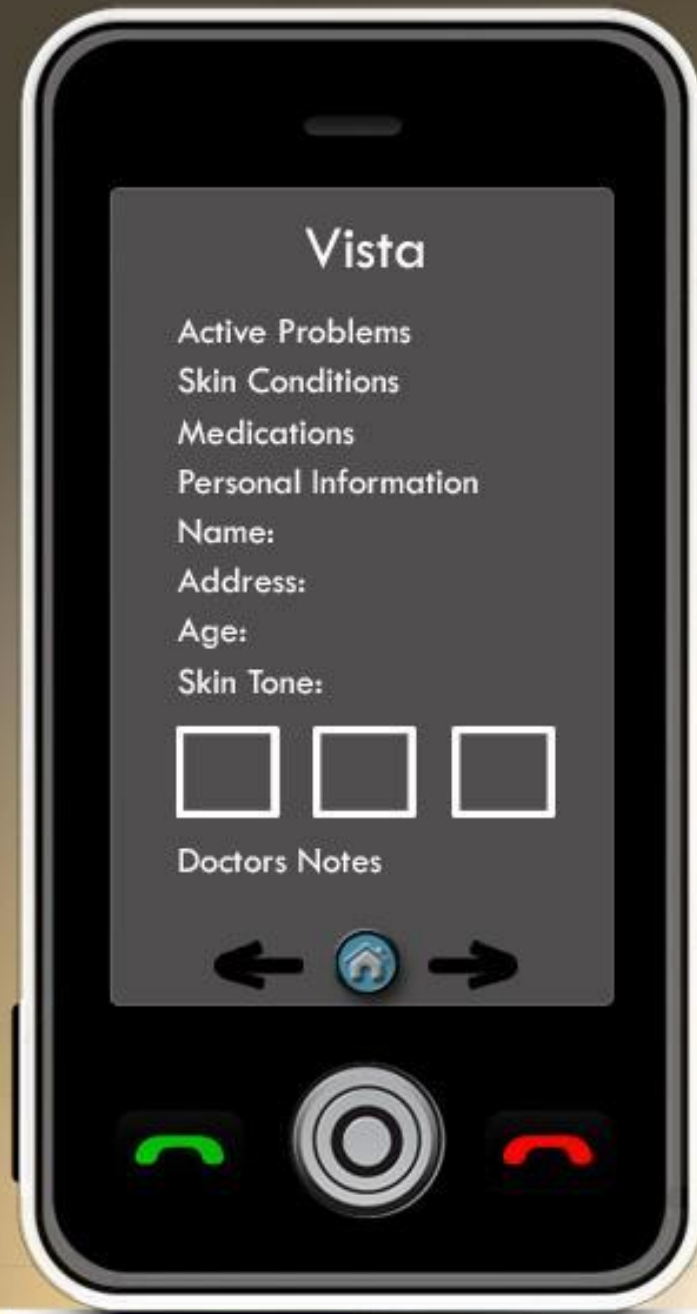 Vista
Active Problems
Skin Conditions
Medications
Personal Information
Name:
Address:
Age:
Skin Tone:
Doctors Notes